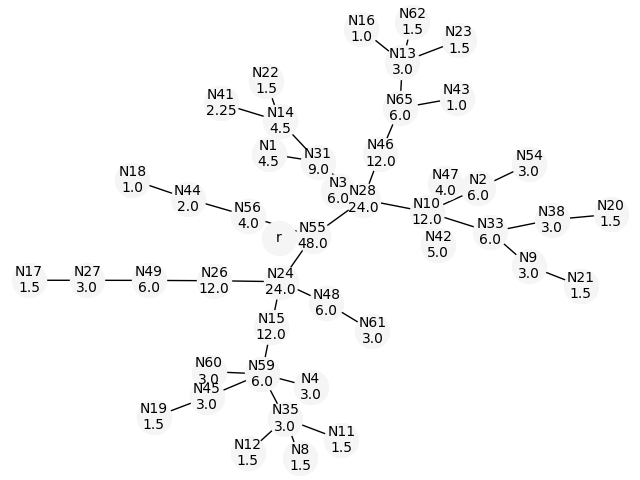 N16
1.0
N62
1.5
N23
1.5
N13
3.0
N22
1.5
N41
2.25
N65
6.0
N43
1.0
N14
4.5
N1
4.5
N31
9.0
N46
12.0
N18
1.0
N44
2.0
N3
6.0
N28
24.0
N47
4.0
N2
6.0
N54
3.0
N56
4.0
r
N55
48.0
N10
12.0
N42
5.0
N33
6.0
N38
3.0
N20
1.5
N9
3.0
N21
1.5
N17
1.5
N27
3.0
N49
6.0
N26
12.0
N24
24.0
N48
6.0
N61
3.0
N15
12.0
N60
3.0
N59
6.0
N4
3.0
N45
3.0
N19
1.5
N35
3.0
N12
1.5
N8
1.5
N11
1.5